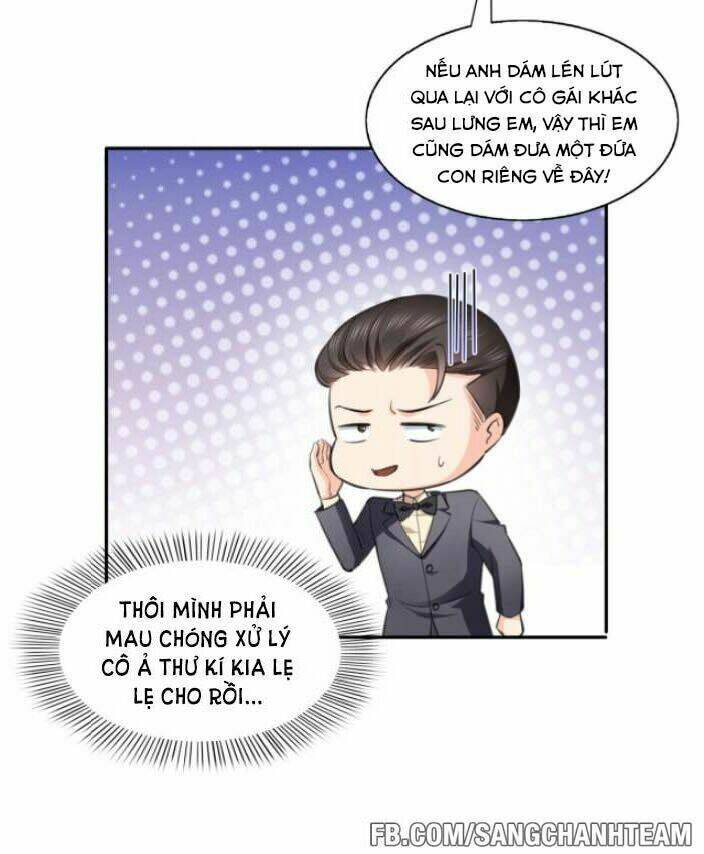 NẾU ANH DÁM LÉN LÚT
QUA LẠI VỚI CÔ GÁI KHÁC
SAU LƯNG EM, VẬY THÌ EM
CŨNG DÁM ĐƯA MỘT ĐỨA
CON RIÊNG VỀ ĐÂY!
THÔI MÌNH PHẢI
MAU CHÓNG XỬ LÝ
CÔ Ả THƯ KÍ KIA LẸ
LẸ CHO RỒI...
FB.COM/SANGCHANHTEAM